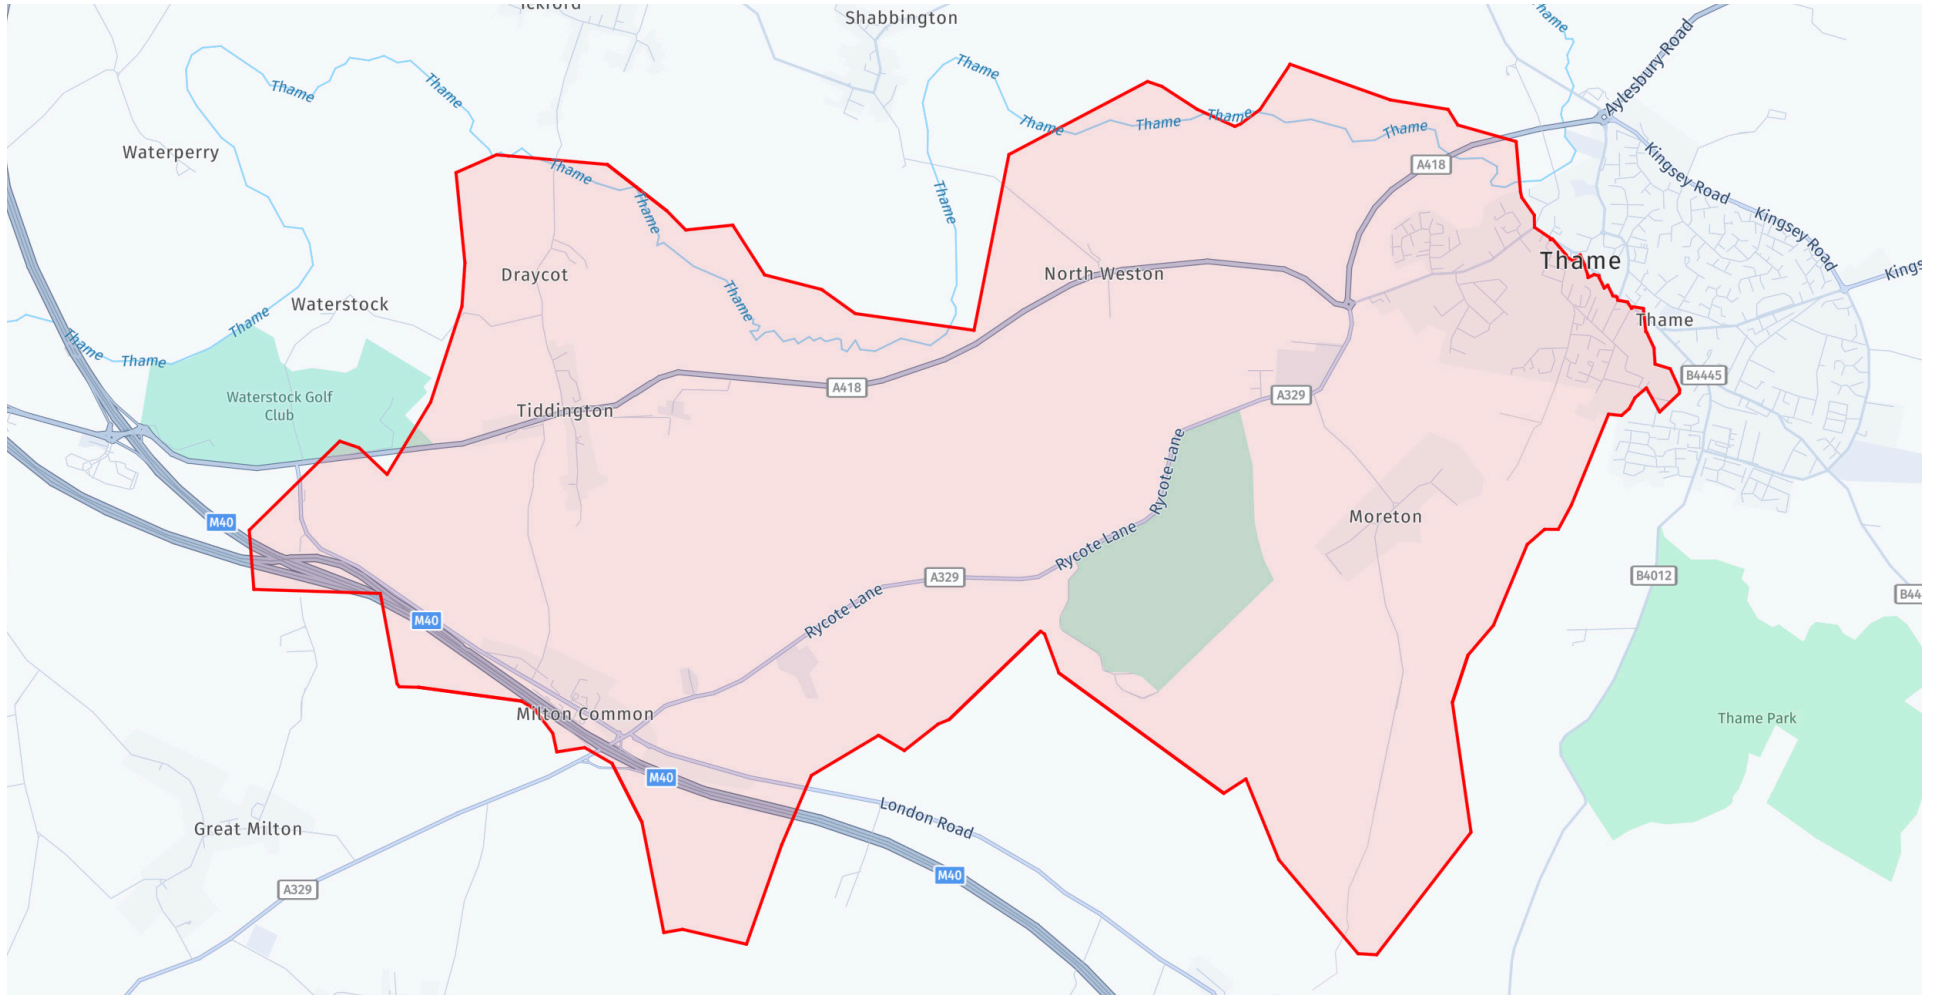 Ickford
Shabbington
Thame
Aylesbury Road
Thame
Thame
Thame
Thame
Thame
Thame
Thame
A418
Kingsey Road
Waterperry
Thame
Thame
Thame
Kingsey Road
Draycot
North Weston
Thame
Kings
Waterstock
Thame
Thame
Thame
Thame
Thame
B4445
Waterstock Golf
Club
A418
A329
Tiddington
Rycote Lane
M40
Moreton
Rycote Lane
A329
B4012
B44
Rycote Lane
M40
Milton Common
Thame Park
M40
London Road
Great Milton
M40
A329